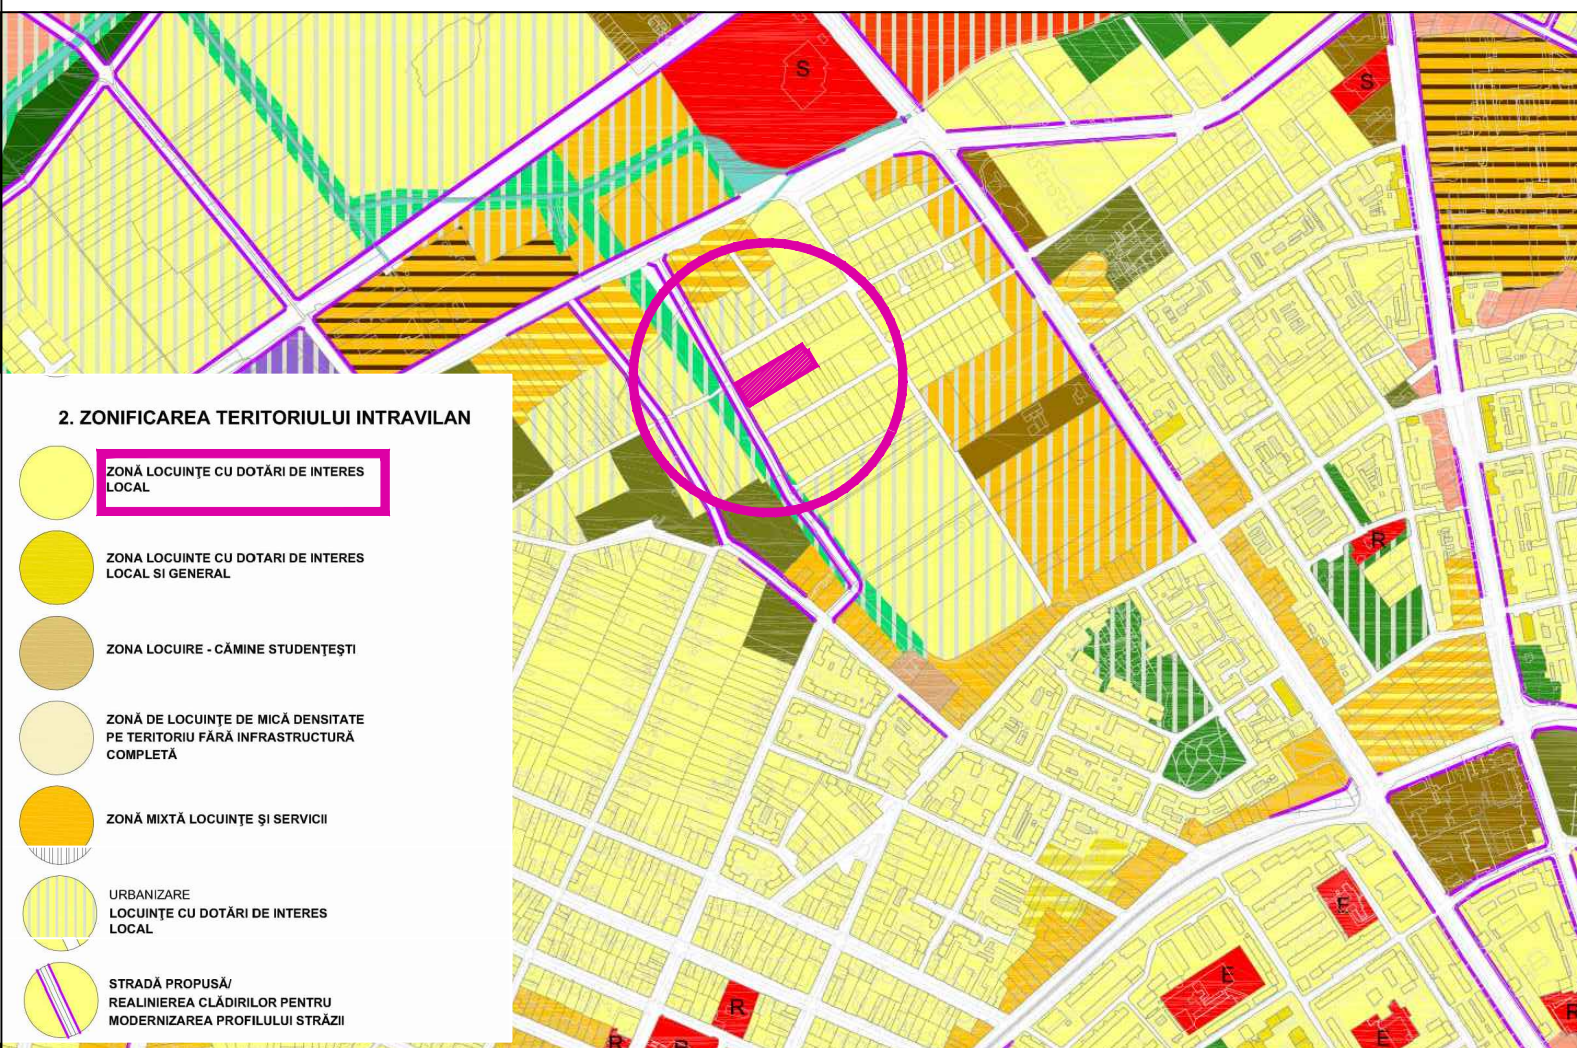 S
S
2. ZONIFICAREA TERITORIULUI INTRAVILAN
ZONĂ LOCUINŢE CU DOTĂRI DE INTERES
LOCAL
ZONA LOCUINTE CU DOTARI DE INTERES
LOCAL SI GENERAL
ZONA LOCUIRE - CĂMINE STUDENŢEŞTI
ZONĂ DE LOCUINŢE DE MICĂ DENSITATE
PE TERITORIU FĂRĂ INFRASTRUCTURĂ
COMPLETĂ
ZONĂ MIXTĂ LOCUINŢE ŞI SERVICII
URBANIZARE
LOCUINŢE CU DOTĂRI DE INTERES
LOCAL
STRADĂ PROPUSĂ/
REALINIEREA CLĂDIRILOR PENTRU
MODERNIZAREA PROFILULUI STRĂZII
R
E
E
R
R
E
R